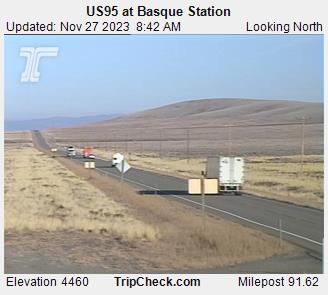 US95 at Basque Station
Updated: Nov 27 2023 8:42 AM Looking North
Elevation 4460 TripCheck.com Milepost 91.62